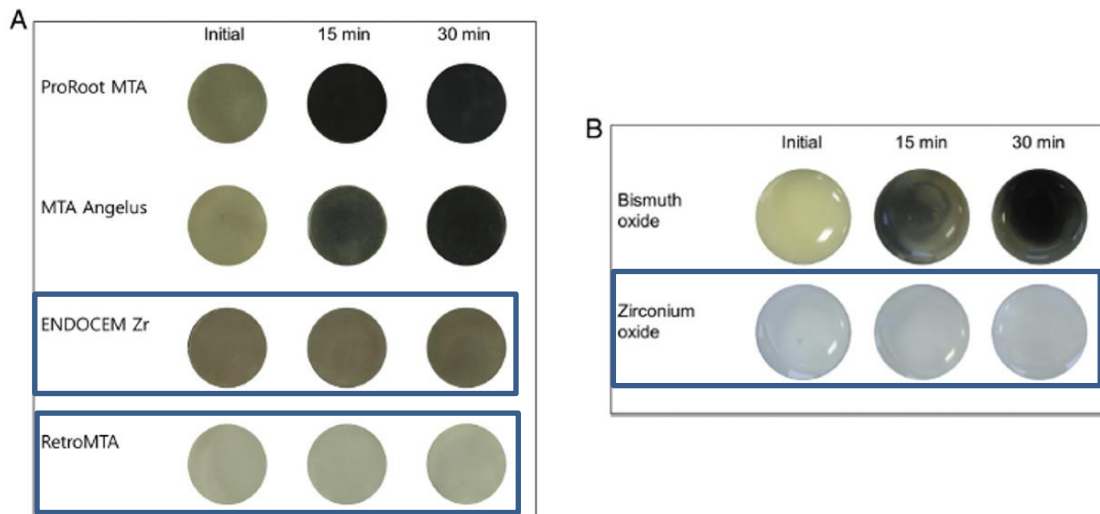 A
Initial 15 min 30 min
ProRoot MTA
MTA Angelus
ENDOCEM Zr
RetroMTA
B
Initial 15 min 30 min
Bismuth
oxide
Zirconium
oxide